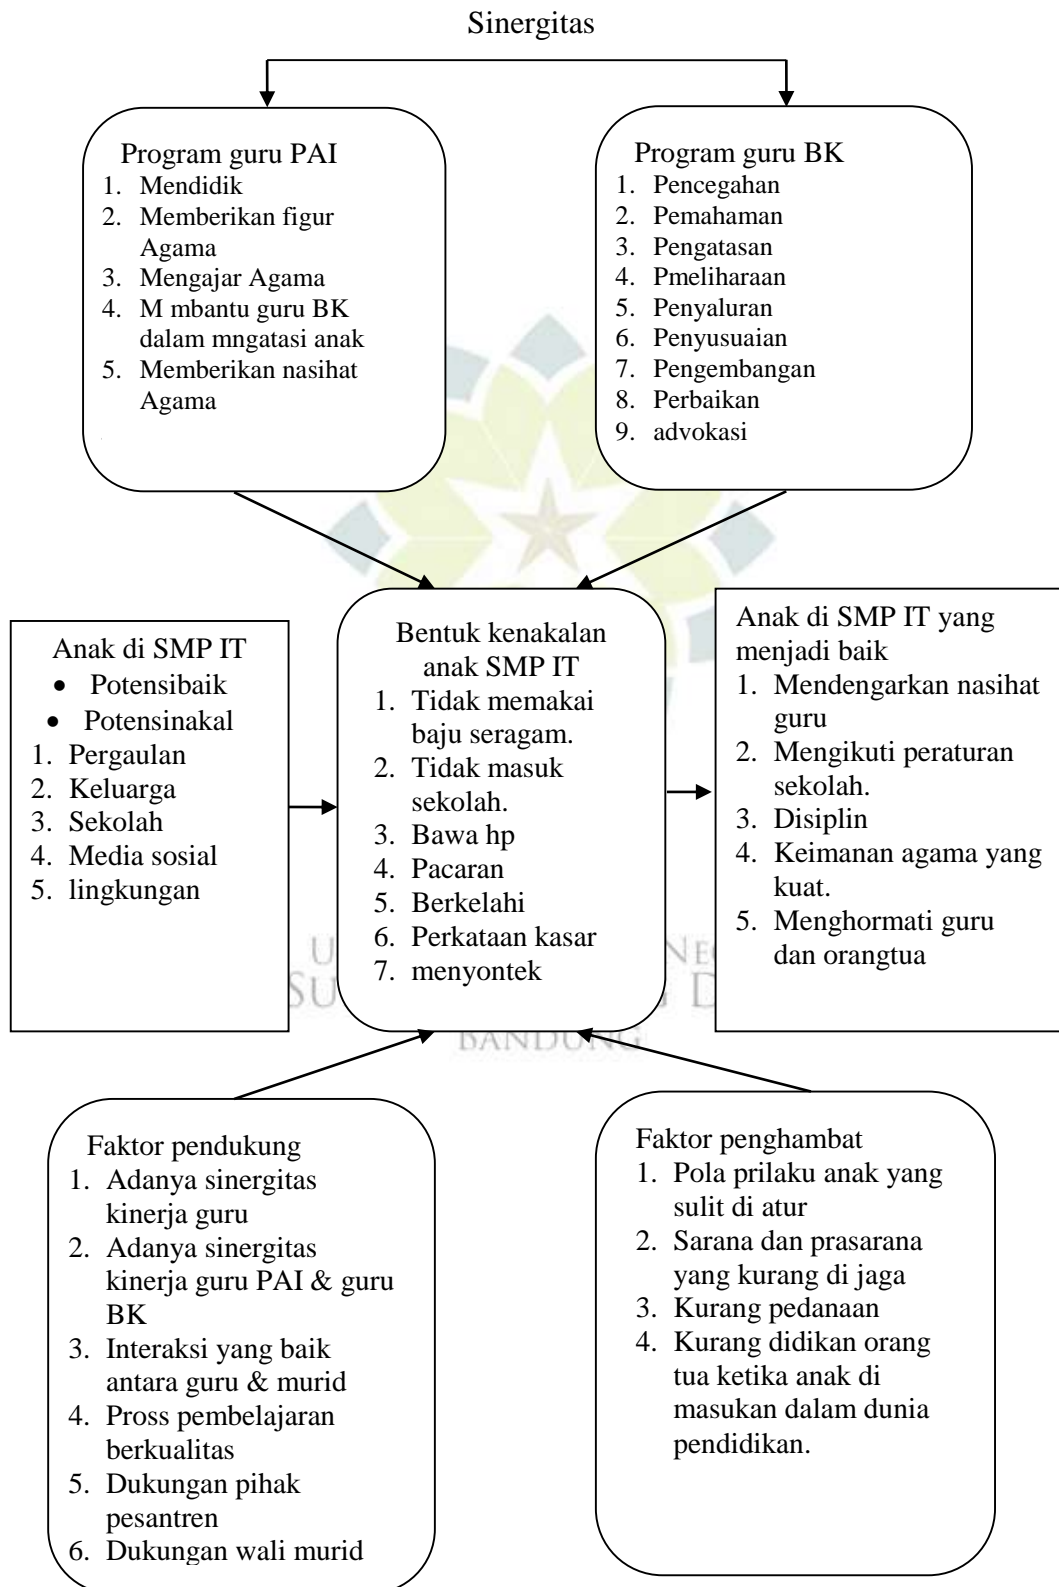 Sinergitas
Program guru PAI
1. Mendidik
2. Memberikan figur
Agama
3. Mengajar Agama
4. M mbantu guru BK
dalam mngatasi anak
5. Memberikan nasihat
Agama
Program guru BK
1. Pencegahan
2. Pemahaman
3. Pengatasan
4. Pmeliharaan
5. Penyaluran
6. Penyusuaian
7. Pengembangan
8. Perbaikan
9. advokasi
Anak di SMP IT
• Potensibaik
• Potensinakal
1. Pergaulan
2. Keluarga
3. Sekolah
4. Media sosial
5. lingkungan
Bentuk kenakalan
anak SMP IT
1. Tidak memakai
baju seragam.
2. Tidak masuk
sekolah.
3. Bawa hp
4. Pacaran
5. Berkelahi
6. Perkataan kasar
7. menyontek
Anak di SMP IT yang
menjadi baik
1. Mendengarkan nasihat
guru
2. Mengikuti peraturan
sekolah.
3. Disiplin
4. Keimanan agama yang
kuat.
5. Menghormati guru
dan orangtua
BANDUNG
Faktor pendukung
1. Adanya sinergitas
kinerja guru
2. Adanya sinergitas
kinerja guru PAI & guru
BK
3. Interaksi yang baik
antara guru & murid
4. Pross pembelajaran
berkualitas
5. Dukungan pihak
pesantren
6. Dukungan wali murid
Faktor penghambat
1. Pola prilaku anak yang
sulit di atur
2. Sarana dan prasarana
yang kurang di jaga
3. Kurang pedanaan
4. Kurang didikan orang
tua ketika anak di
masukan dalam dunia
pendidikan.